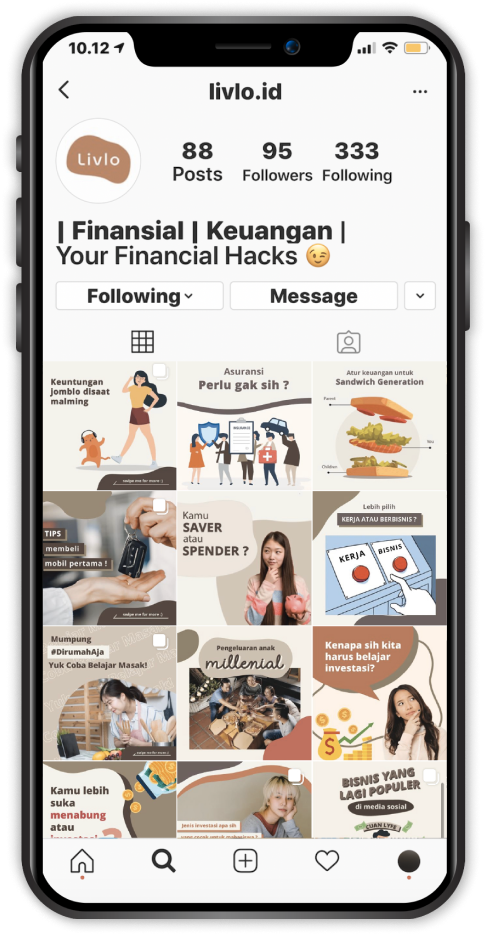 10.12
livlo.id
Livlo
88 95 333
Posts Followers Following
| Finansial | Keuangan |
Your Financial Hacks 😉
Following
Message
Keuntungan
jomblo disaat
malming
swipe me for more :)
Asuransi
Perlu gak sih ?
INSURANCE
Atur keuangan untuk
Sandwich Generation
Parent
You
Children
TIPS
membeli
mobil pertama !
swipe me for more :)
Kamu
SAVER
atau
SPENDER ?
Lebih pilih
KERJA ATAU BERBISNIS ?
KERJA
BISNIS
Mumpung
#DirumahAja
Yuk Coba Belajar Masak!
swipe me for more :)
Pengeluaran anak
millenial
Kenapa sih kita
harus belajar
investasi?
Kamu lebih
suka
menabung
atau
Jenis investasi apa sih
BISNIS YANG
LAGI POPULER
di media sosial
CUAN LYFE